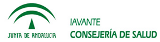 IAVANTE
JUNTA DE ANDALUCIA CONSEJERÍA DE SALUD